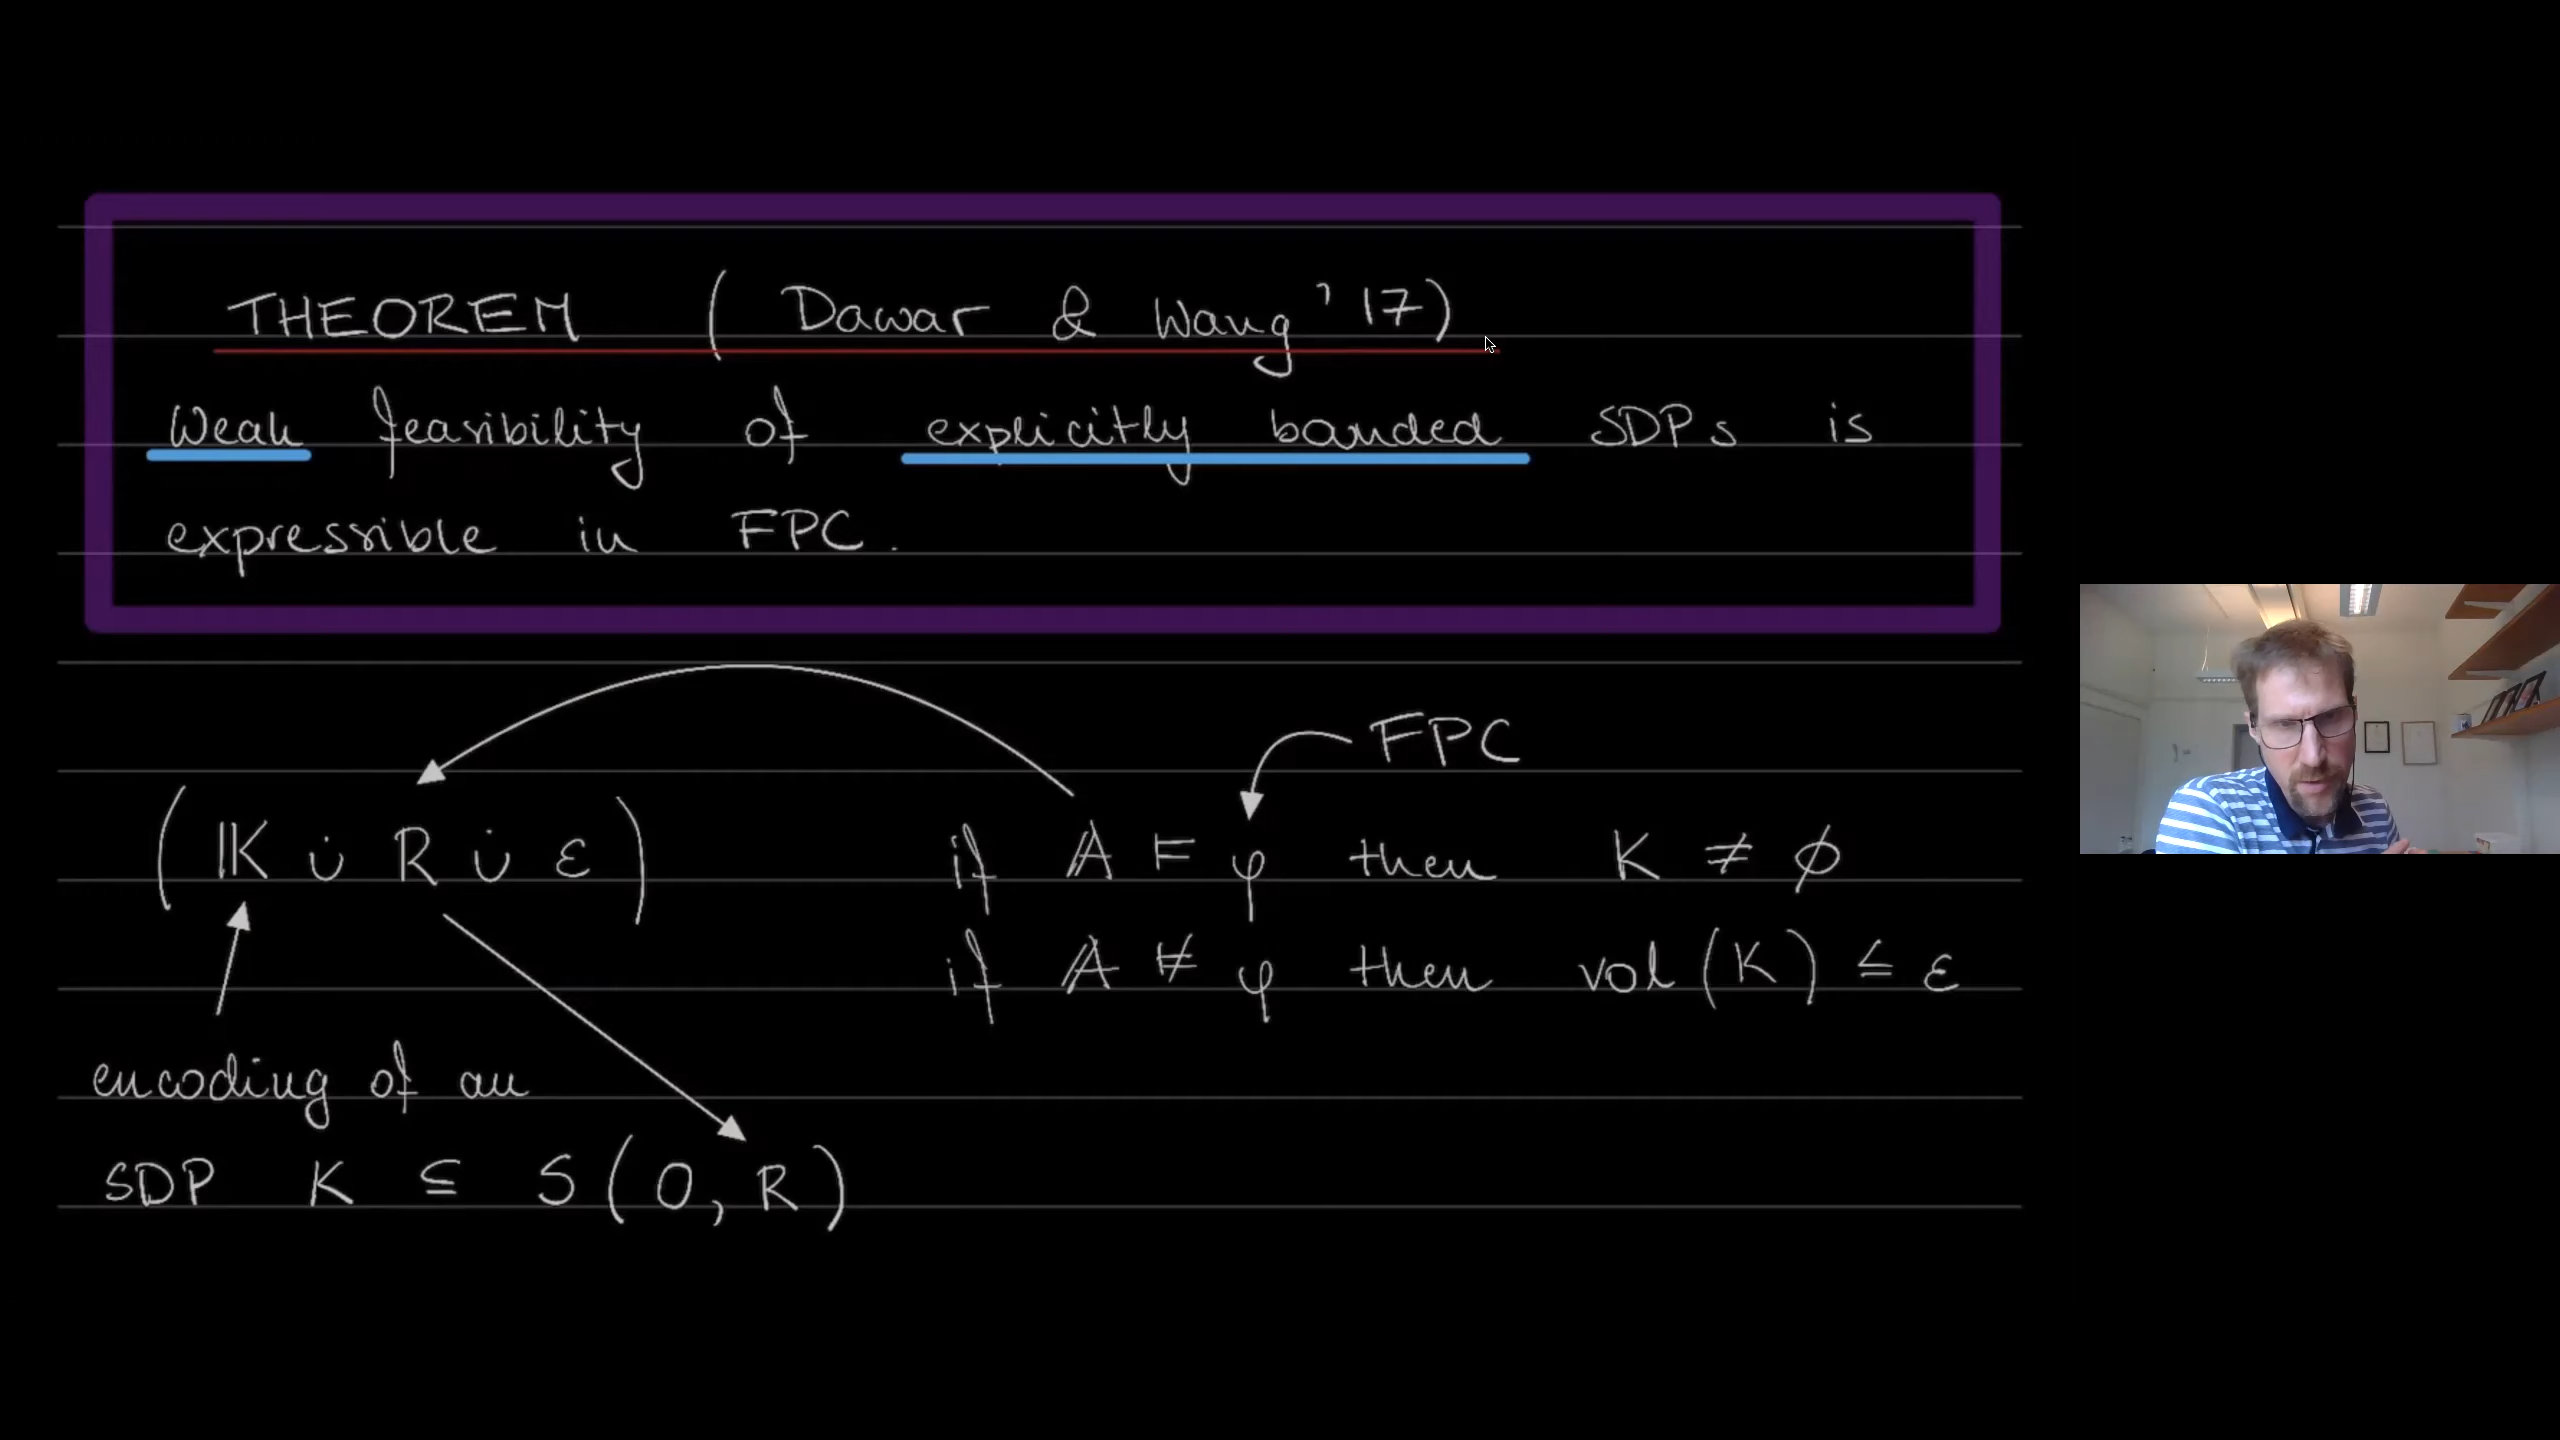 THEOREM ( Dawar & Wang '17)
Weak feasibility of explicitly bounded SDPs is
expressible in FPC.
FPC
( 𝕂 ∪̇ R ∪̇ ε )
if 𝔸 ⊨ φ then K ≠ ∅
if 𝔸 ⊭ φ then vol (K) ≤ ε
encoding of an
SDP K ⊆ S(0, R)